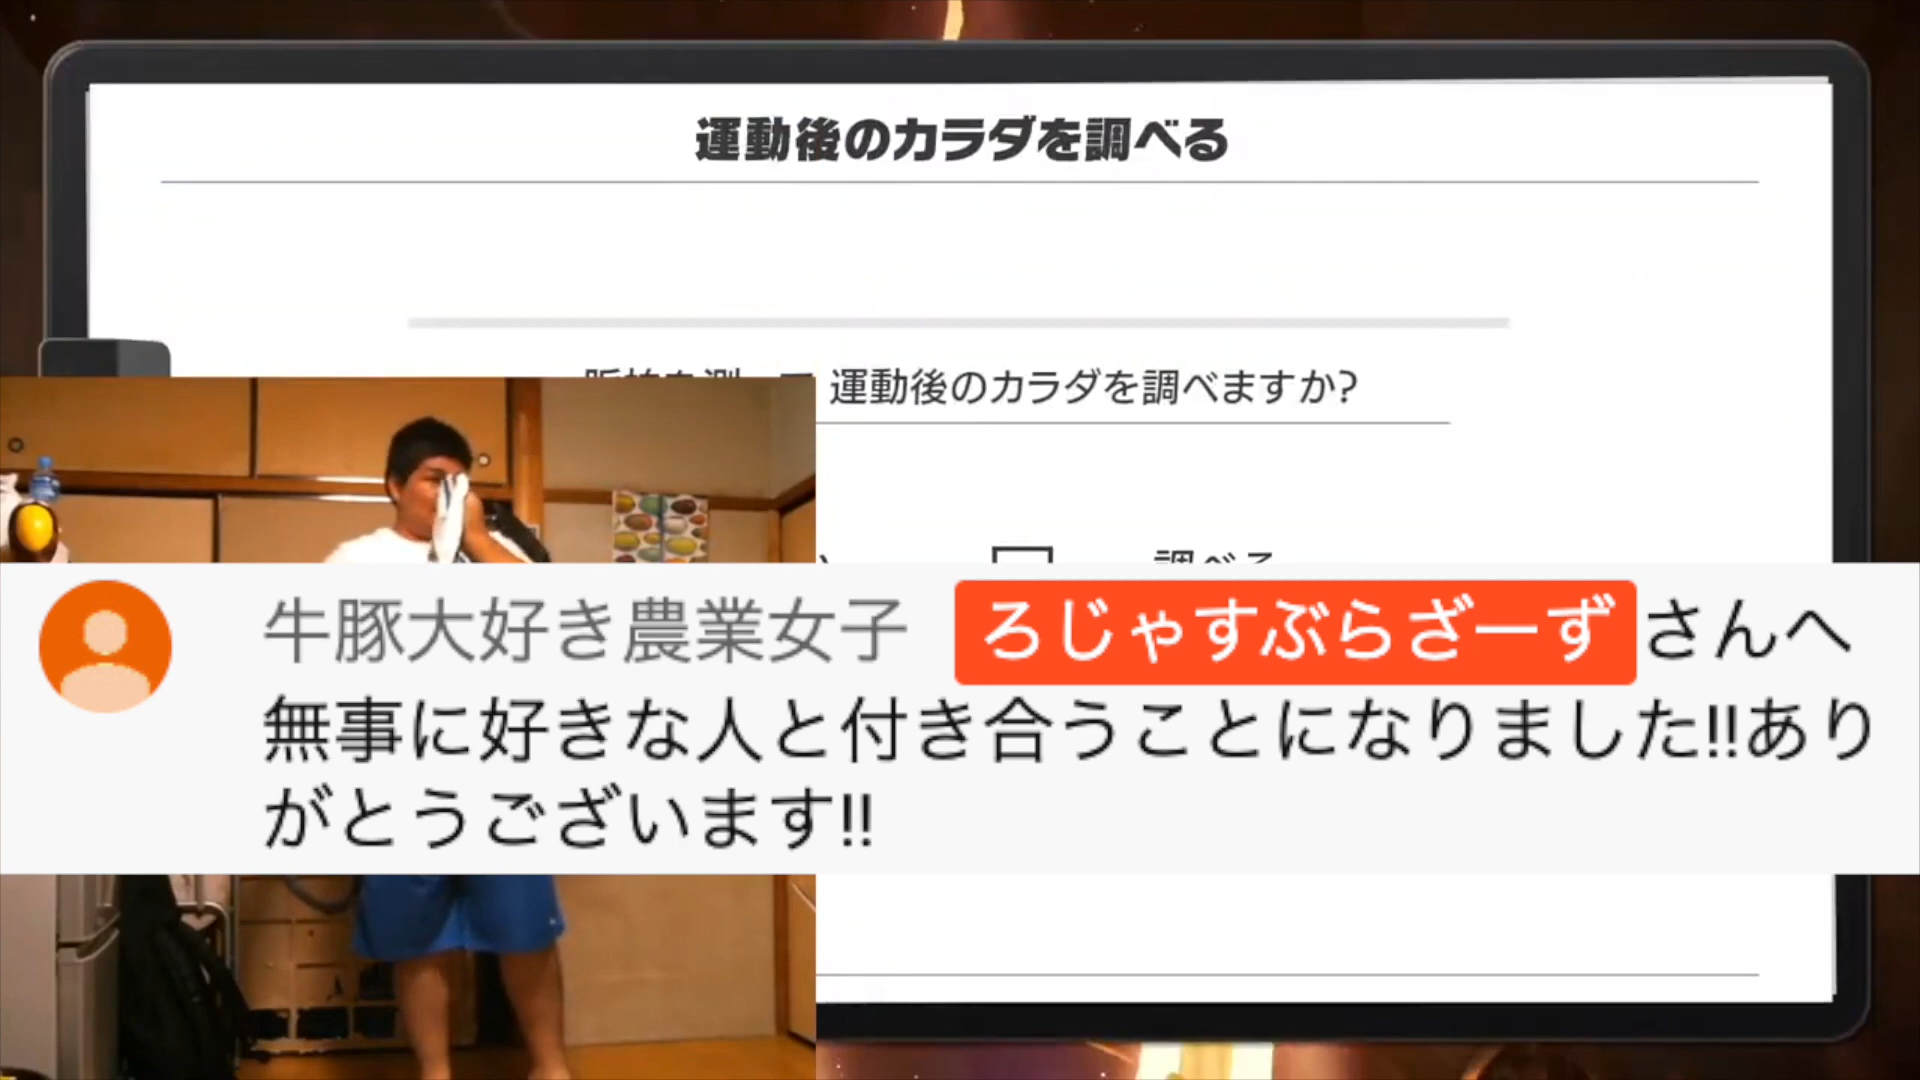 運動後のカラダを調べる
運動後のカラダを調べますか?
調べる
牛豚大好き農業女子 ろじゃすぶらざーず さんへ
無事に好きな人と付き合うことになりました!!あり
がとうございます!!